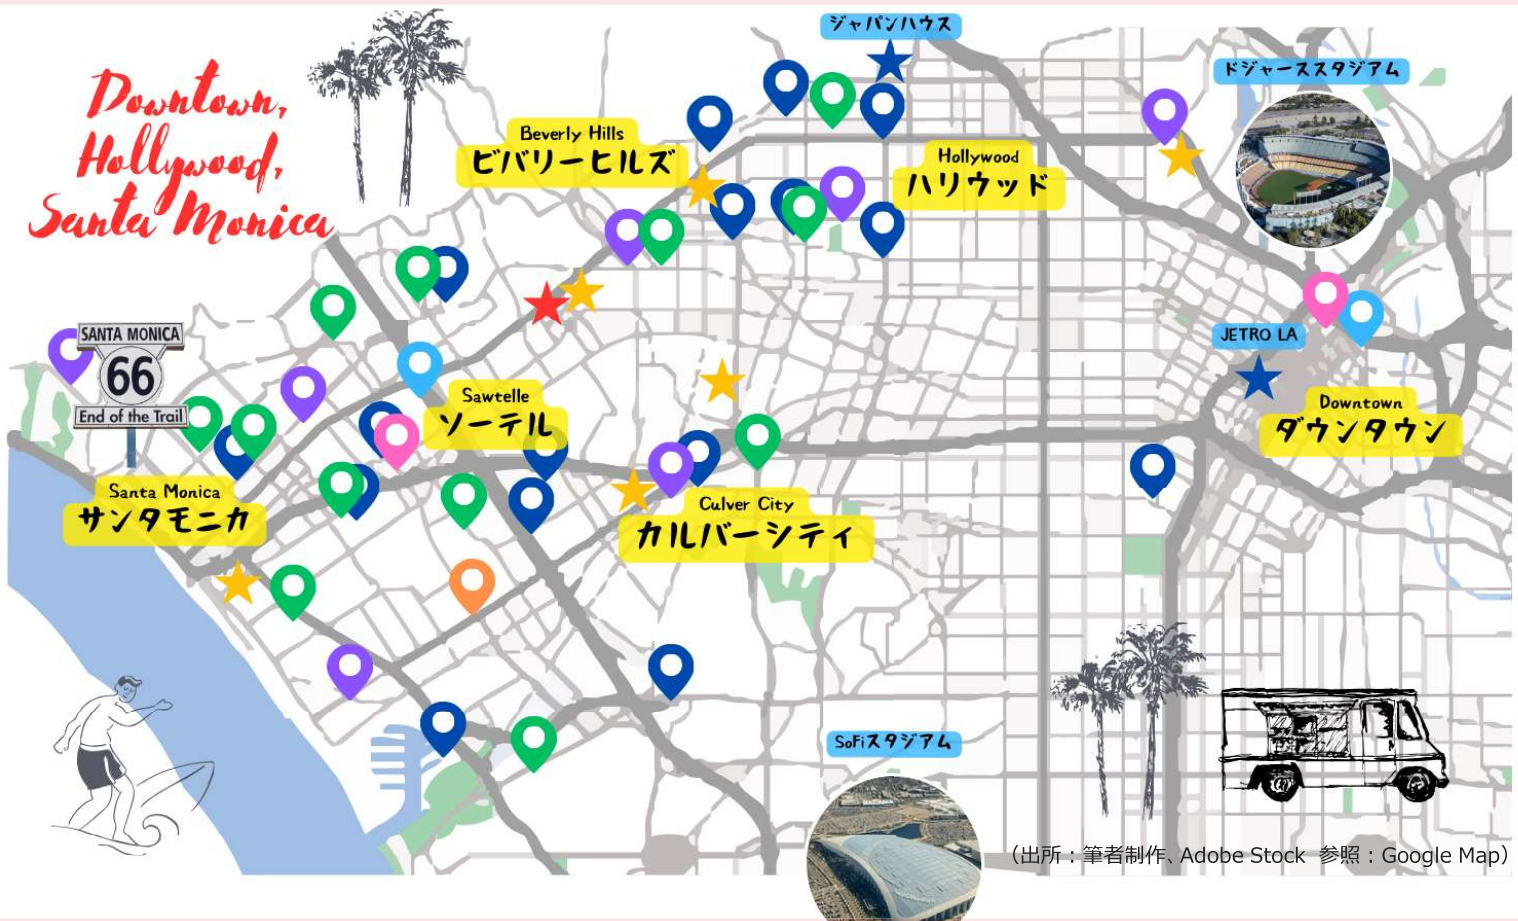 Downtown,
Hollywood,
Santa Monica
ジャパンハウス
ドジャーススタジアム
Beverly Hills
ビバリーヒルズ
Hollywood
ハリウッド
SANTA MONICA
66
End of the Trail
JETRO LA
Sawtelle
ソーテル
Downtown
ダウンタウン
Santa Monica
サンタモニカ
Culver City
カルバーシティ
SoFiスタジアム
（出所：筆者制作、Adobe Stock 参照：Google Map）